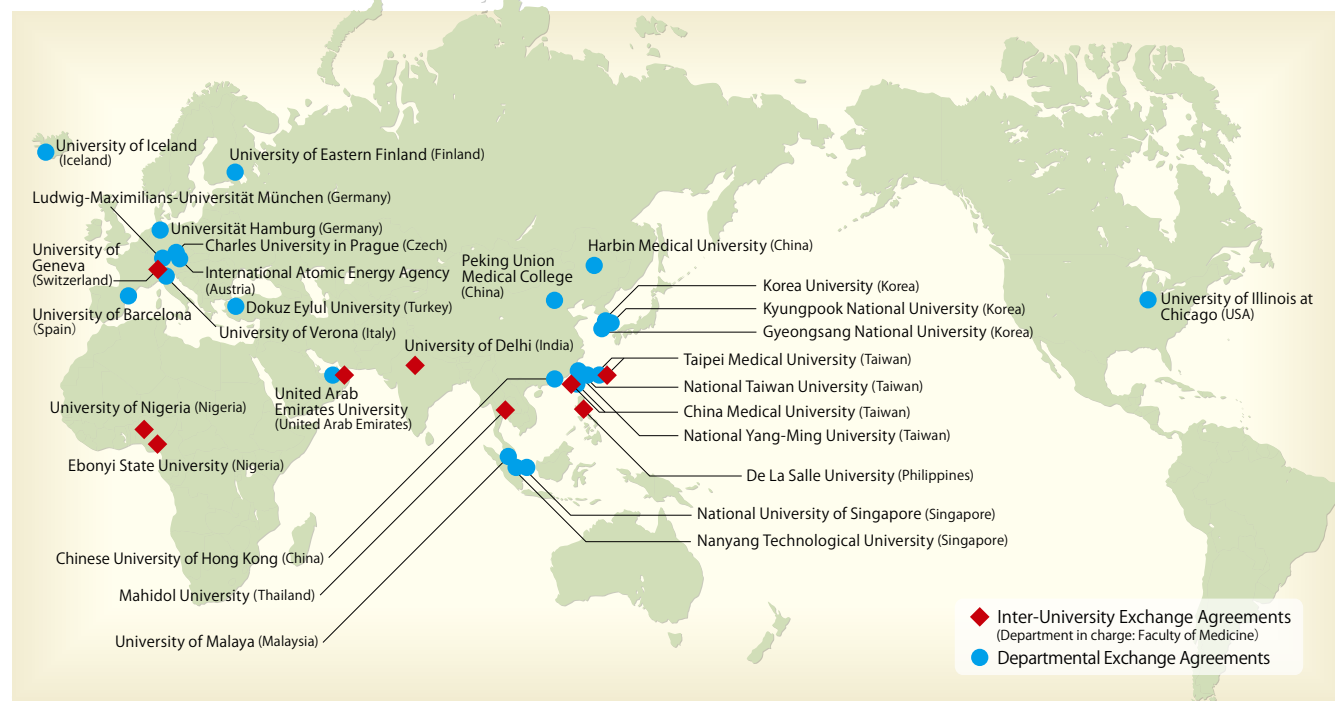 University of Iceland
(Iceland)
University of Eastern Finland (Finland)
Ludwig-Maximilians-Universität München (Germany)
Universität Hamburg (Germany)
Charles University in Prague (Czech)
University of
Geneva
(Switzerland)
International Atomic Energy Agency
(Austria)
Dokuz Eylul University (Turkey)
University of Barcelona
(Spain)
University of Verona (Italy)
University of Delhi (India)
United Arab
Emirates University
(United Arab Emirates)
University of Nigeria (Nigeria)
Ebonyi State University (Nigeria)
Harbin Medical University (China)
Peking Union
Medical College
(China)
Korea University (Korea)
Kyungpook National University (Korea)
Gyeongsang National University (Korea)
Taipei Medical University (Taiwan)
National Taiwan University (Taiwan)
China Medical University (Taiwan)
National Yang-Ming University (Taiwan)
De La Salle University (Philippines)
National University of Singapore (Singapore)
Nanyang Technological University (Singapore)
Chinese University of Hong Kong (China)
Mahidol University (Thailand)
University of Malaya (Malaysia)
University of Illinois at
Chicago (USA)
Inter-University Exchange Agreements
(Department in charge: Faculty of Medicine)
Departmental Exchange Agreements